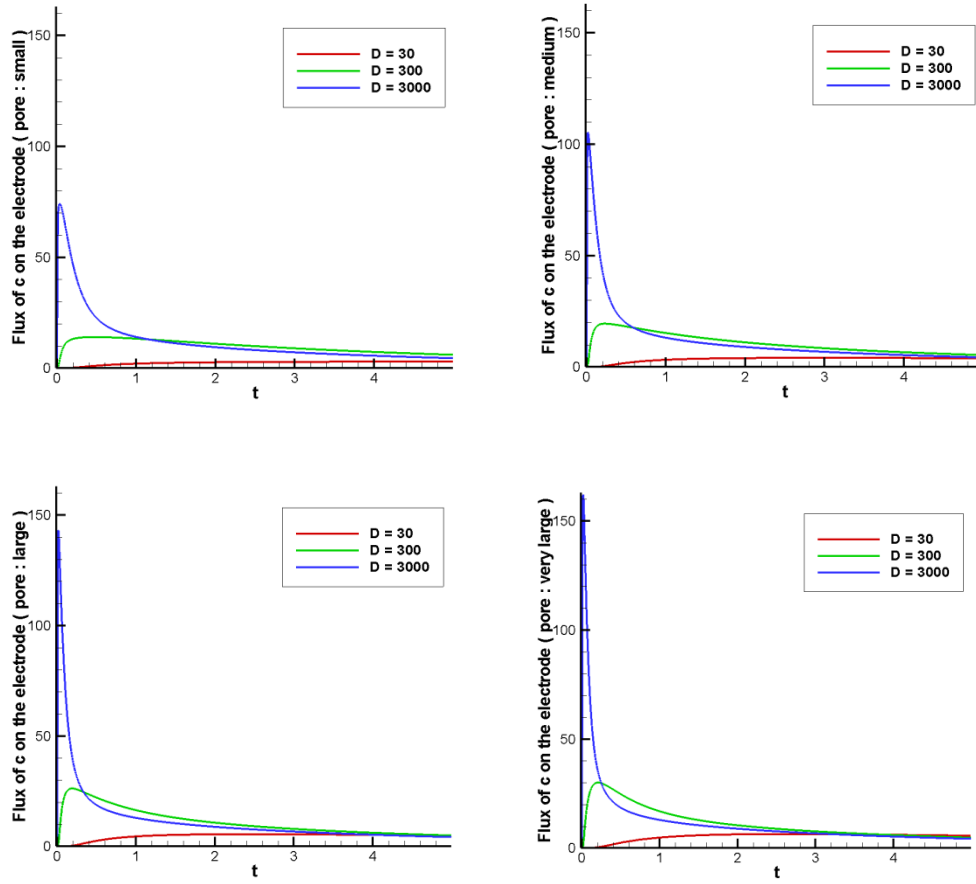 Flux of c on the electrode ( pore : small )
150
100
50
0
D = 30
D = 300
D = 3000
0
1
2
3
4
t
Flux of c on the electrode ( pore : medium )
150
100
50
0
D = 30
D = 300
D = 3000
0
1
2
3
4
t
Flux of c on the electrode ( pore : large )
150
100
50
0
D = 30
D = 300
D = 3000
0
1
2
3
4
t
Flux of c on the electrode ( pore : very large )
150
100
50
0
D = 30
D = 300
D = 3000
0
1
2
3
4
t